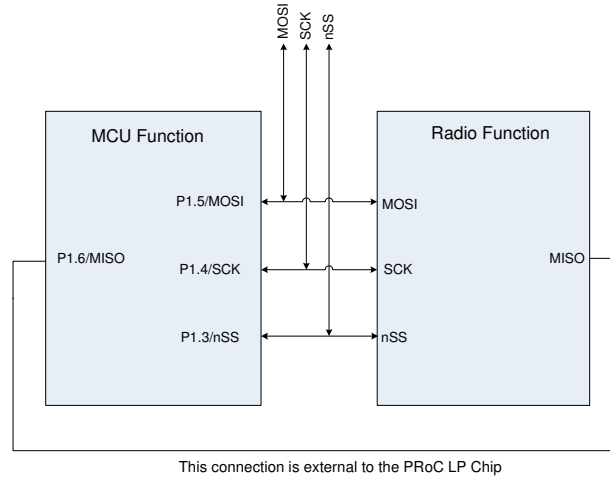 MOSI
SCK
nSS
MCU Function
Radio Function
P1.5/MOSI
MOSI
P1.6/MISO
P1.4/SCK
SCK
MISO
P1.3/nSS
nSS
This connection is external to the PRoC LP Chip